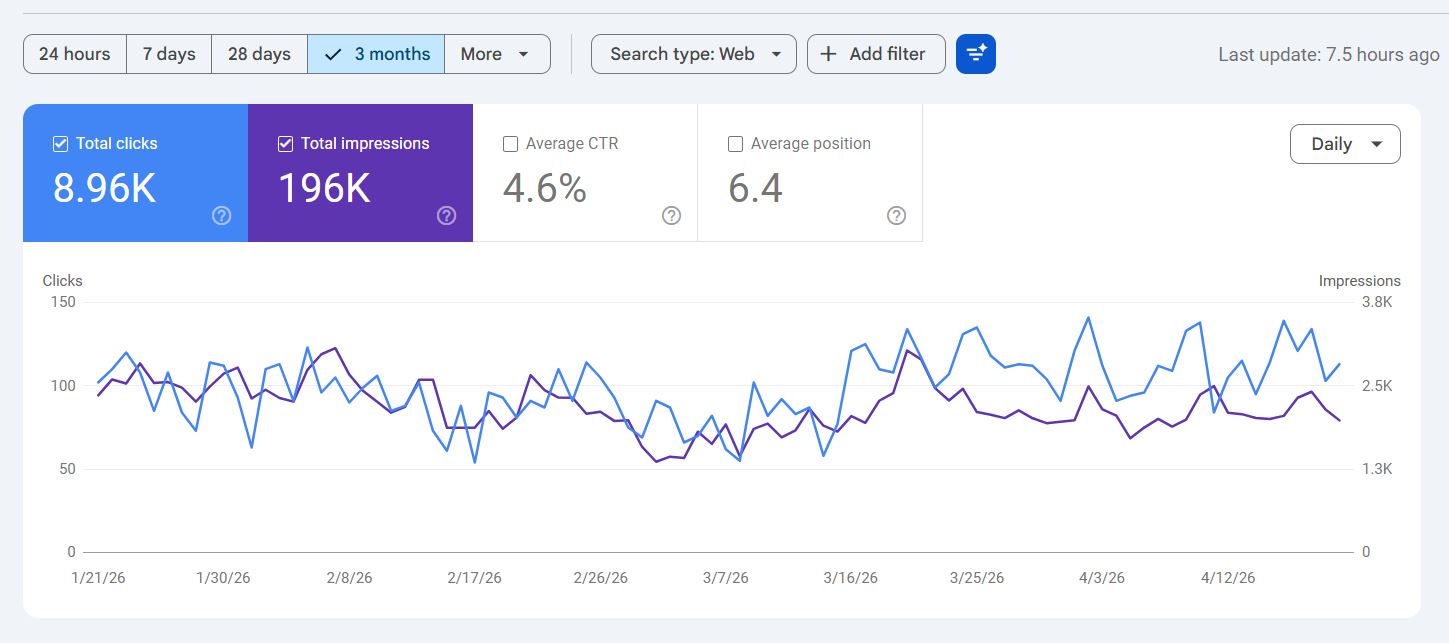 24 hours 7 days 28 days 3 months More Search type: Web Add filter Last update: 7.5 hours ago
Total clicks Total impressions Average CTR Average position Daily
8.96K 196K 4.6% 6.4
Clicks Impressions
150 3.8K
100 2.5K
50 1.3K
0 0
1/21/26 1/30/26 2/8/26 2/17/26 2/26/26 3/7/26 3/16/26 3/25/26 4/3/26 4/12/26